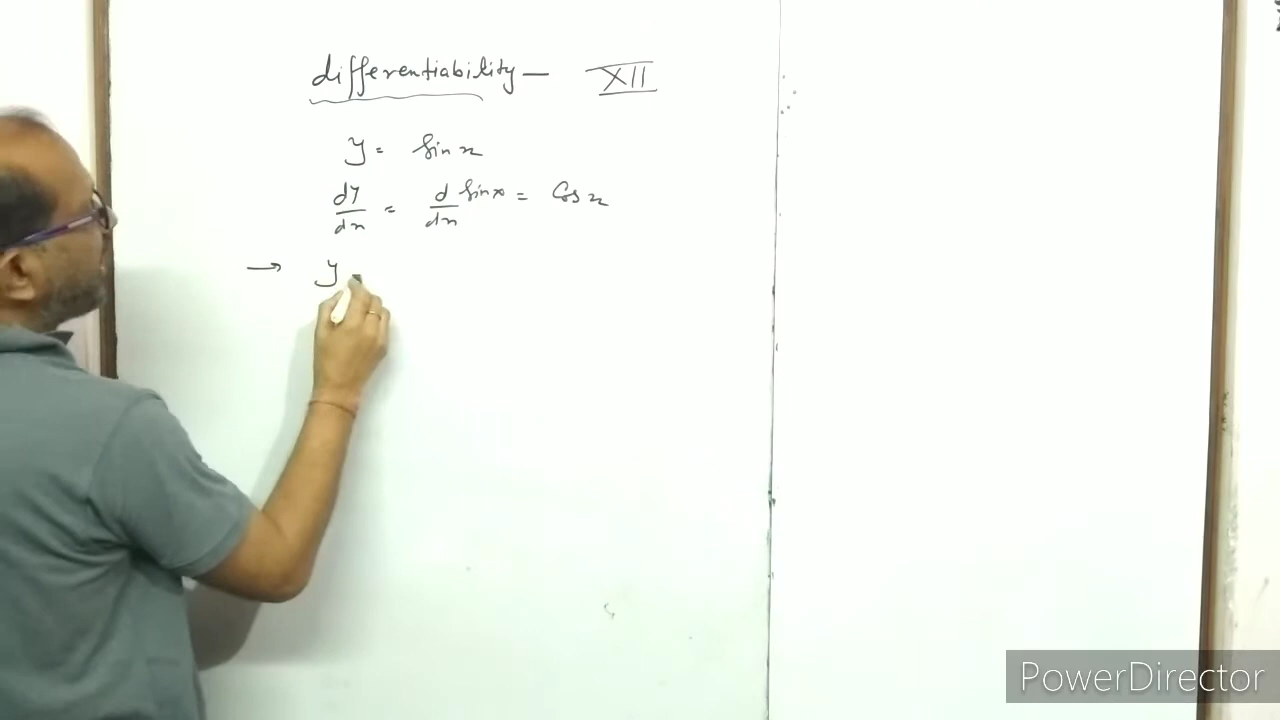 differentiability — XII
y = sin x
dy/dx = d/dx sin x = cos x
→ y
PowerDirector